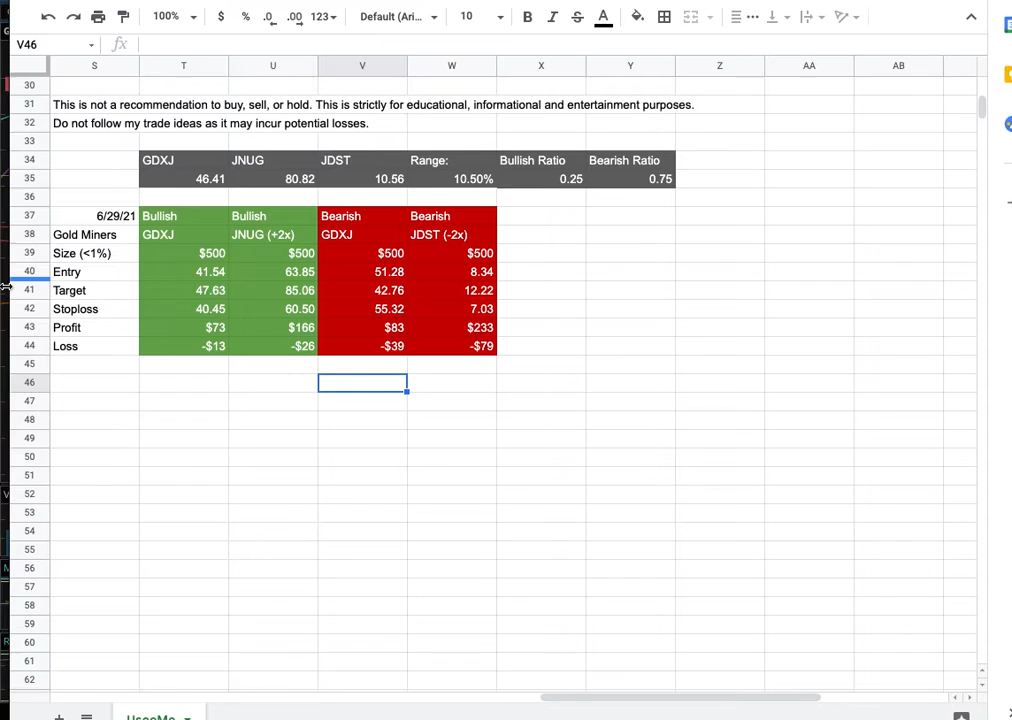 100% $ % .0 .00 123 Default (Ari... 10 B I S A
V46 fx
S T U V W X Y Z AA AB
30
31 This is not a recommendation to buy, sell, or hold. This is strictly for educational, informational and entertainment purposes.
32 Do not follow my trade ideas as it may incur potential losses.
33
34 GDXJ JNUG JDST Range: Bullish Ratio Bearish Ratio
35 46.41 80.82 10.56 10.50% 0.25 0.75
36
37 6/29/21 Bullish Bullish Bearish Bearish
38 Gold Miners GDXJ JNUG (+2x) GDXJ JDST (-2x)
39 Size (<1%) $500 $500 $500 $500
40 Entry 41.54 63.85 51.28 8.34
41 Target 47.63 85.06 42.76 12.22
42 Stoploss 40.45 60.50 55.32 7.03
43 Profit $73 $166 $83 $233
44 Loss -$13 -$26 -$39 -$79
45
46
47
48
49
50
51
52
53
54
55
56
57
58
59
60
61
62